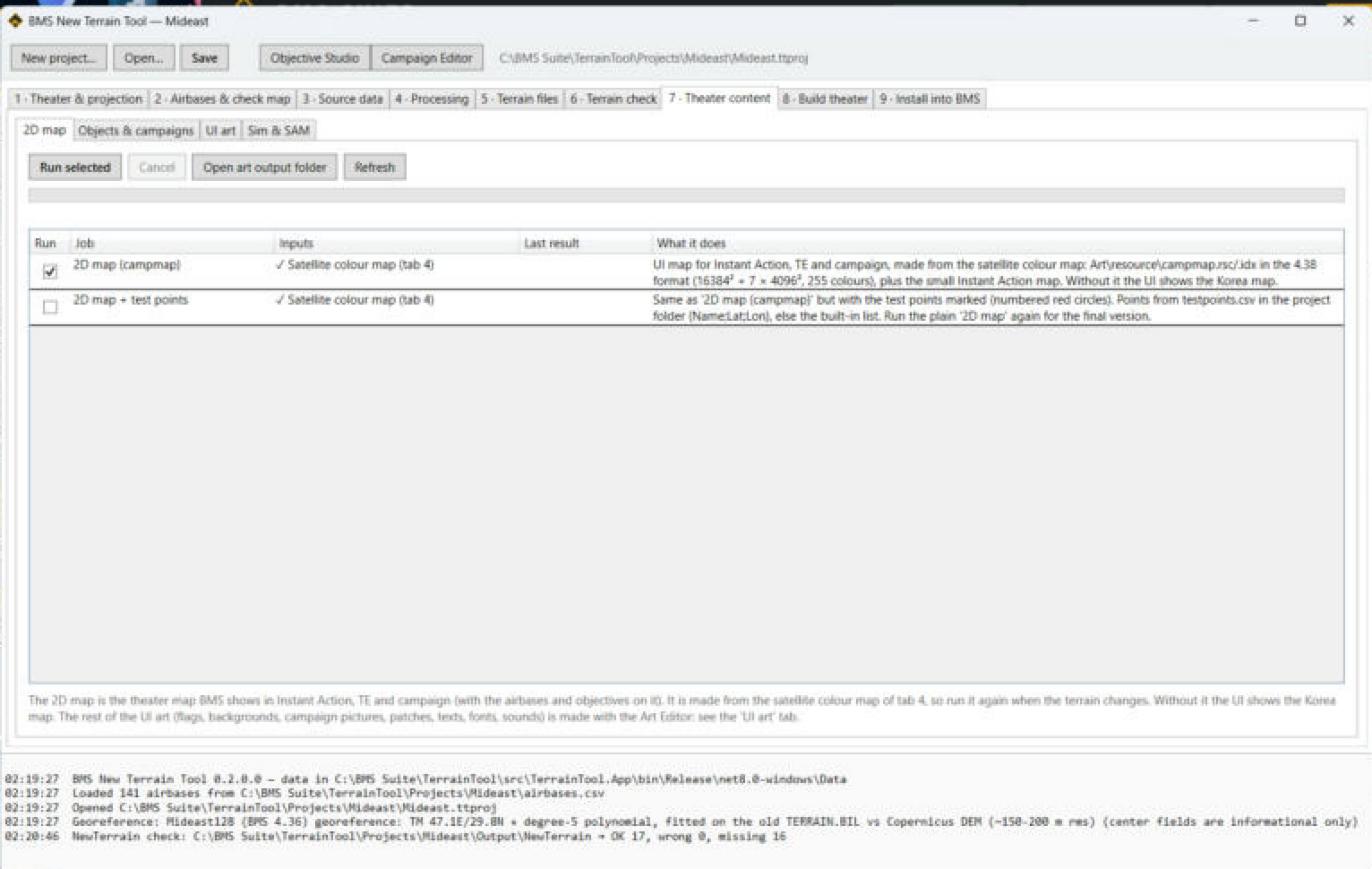 BMS New Terrain Tool — Mideast
New project... Open... Save Objective Studio Campaign Editor C:\BMS Suite\TerrainTool\Projects\Mideast\Mideast.ttproj
1 · Theater & projection 2 · Airbases & check map 3 · Source data 4 · Processing 5 · Terrain files 6 · Terrain check 7 · Theater content 8 · Build theater 9 · Install into BMS
2D map Objects & campaigns UI art Sim & SAM
Run selected Cancel Open art output folder Refresh
Run Job Inputs Last result What it does
2D map (campmap) ✓ Satellite colour map (tab 4) UI map for Instant Action, TE and campaign, made from the satellite colour map: Art\resource\campmap.rsc/.idx in the 4.38
format (16384² + 7 × 4096², 255 colours), plus the small Instant Action map. Without it the UI shows the Korea map.
2D map + test points ✓ Satellite colour map (tab 4) Same as '2D map (campmap)' but with the test points marked (numbered red circles). Points from testpoints.csv in the project
folder (Name;Lat;Lon), else the built-in list. Run the plain '2D map' again for the final version.
The 2D map is the theater map BMS shows in Instant Action, TE and campaign (with the airbases and objectives on it). It is made from the satellite colour map of tab 4, so run it again when the terrain changes. Without it the UI shows the Korea
map. The rest of the UI art (flags, backgrounds, campaign pictures, patches, texts, fonts, sounds) is made with the Art Editor: see the 'UI art' tab.
02:19:27 BMS New Terrain Tool 0.2.0.0 — data in C:\BMS Suite\TerrainTool\src\TerrainTool.App\bin\Release\net8.0-windows\Data
02:19:27 Loaded 141 airbases from C:\BMS Suite\TerrainTool\Projects\Mideast\airbases.csv
02:19:27 Opened C:\BMS Suite\TerrainTool\Projects\Mideast\Mideast.ttproj
02:19:27 Georeference: Mideast128 (BMS 4.36) georeference: TM 47.1E/29.8N + degree-5 polynomial, fitted on the old TERRAIN.BIL vs Copernicus DEM (~150-200 m rms) (center fields are informational only)
02:20:46 NewTerrain check: C:\BMS Suite\TerrainTool\Projects\Mideast\Output\NewTerrain → OK 17, wrong 0, missing 16